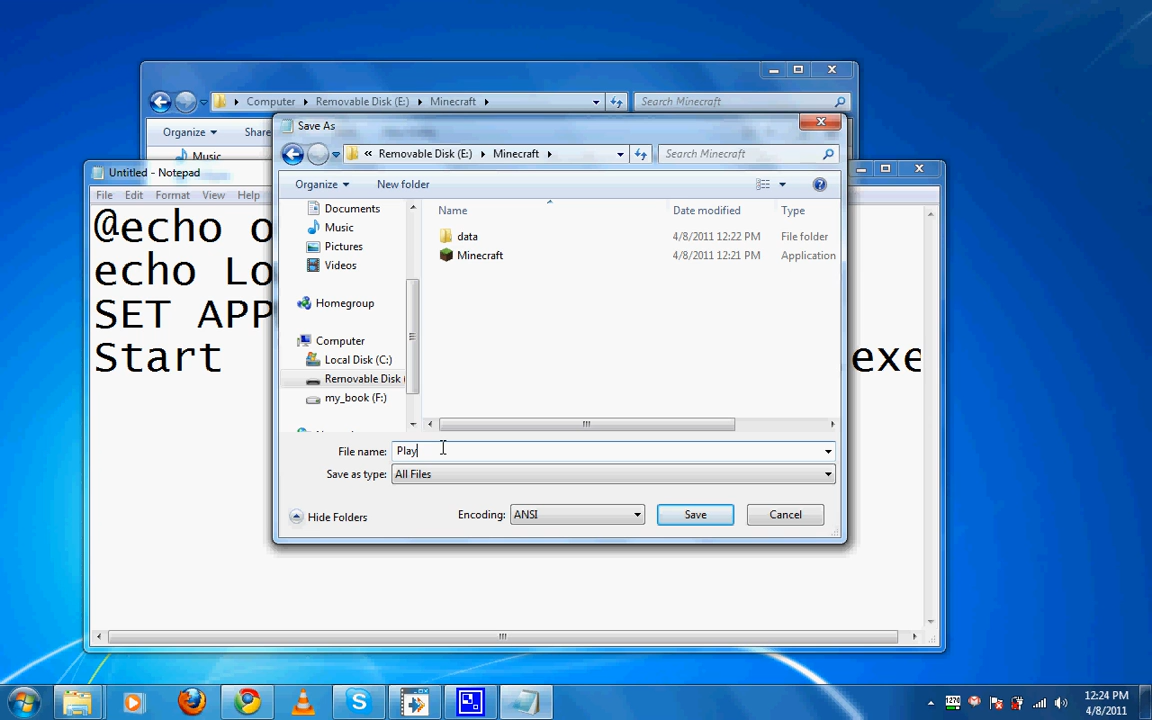 Computer Removable Disk (E:) Minecraft
Search Minecraft
Organize
Share
Music
Untitled - Notepad
File Edit Format View Help
@echo o
echo Lo
SET APP
Start
exe
Save As
« Removable Disk (E:) Minecraft
Search Minecraft
Organize New folder
Documents
Music
Pictures
Videos
Homegroup
Computer
Local Disk (C:)
Removable Disk (
my_book (F:)
Name Date modified Type
data 4/8/2011 12:22 PM File folder
Minecraft 4/8/2011 12:21 PM Application
File name: Play
Save as type: All Files
Hide Folders Encoding: ANSI Save Cancel
12:24 PM
4/8/2011